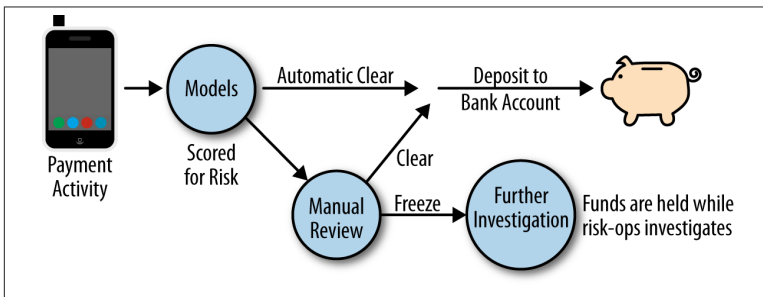 Payment
Activity
Models
Scored
for Risk
Automatic Clear
Deposit to
Bank Account
Clear
Manual
Review
Freeze
Further
Investigation
Funds are held while
risk-ops investigates